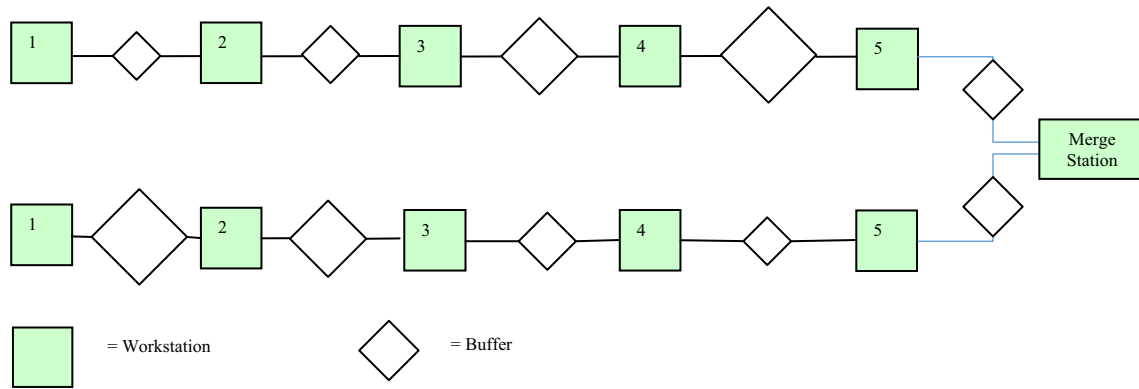 1
2
3
4
5
Merge
Station
1
2
3
4
5
= Workstation
= Buffer